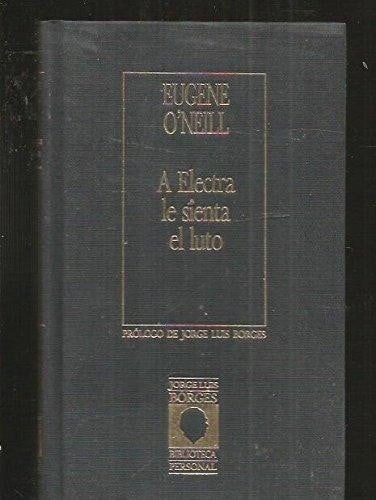 EUGENE
O'NEILL
A Electra
le sienta
el luto
PRÓLOGO DE JORGE LUIS BORGES
JORGE LUIS
BORGES
BIBLIOTECA
PERSONAL